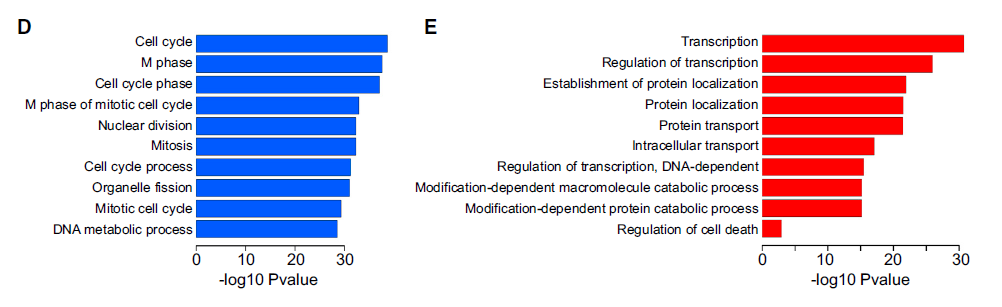 D
Cell cycle
M phase
Cell cycle phase
M phase of mitotic cell cycle
Nuclear division
Mitosis
Cell cycle process
Organelle fission
Mitotic cell cycle
DNA metabolic process
0 10 20 30
-log10 Pvalue
E
Transcription
Regulation of transcription
Establishment of protein localization
Protein localization
Protein transport
Intracellular transport
Regulation of transcription, DNA-dependent
Modification-dependent macromolecule catabolic process
Modification-dependent protein catabolic process
Regulation of cell death
0 10 20 30
-log10 Pvalue